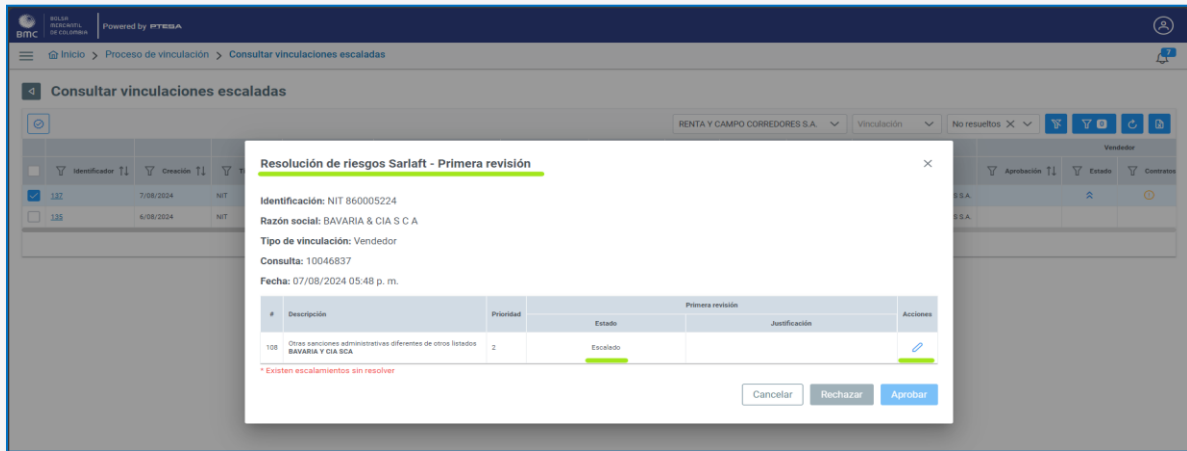 BMC BOLSA MERCANTIL DE COLOMBIA Powered by PTESA
Inicio > Proceso de vinculación > Consultar vinculaciones escaladas
7
Consultar vinculaciones escaladas
RENTA Y CAMPO CORREDORES S.A. Vinculación No resueltos
Vendedor
Identificador Creación Aprobación Estado Contratos
137 7/08/2024 NIT S.A.
135 6/08/2024 NIT S.A.
Resolución de riesgos Sarlaft - Primera revisión
Identificación: NIT 860005224
Razón social: BAVARIA & CIA S C A
Tipo de vinculación: Vendedor
Consulta: 10046837
Fecha: 07/08/2024 05:48 p. m.
# Descripción Prioridad Primera revisión Acciones
Estado Justificación
108 Otras sanciones administrativas diferentes de otros listados 2 Escalado
BAVARIA Y CIA SCA
* Existen escalamientos sin resolver
Cancelar Rechazar Aprobar